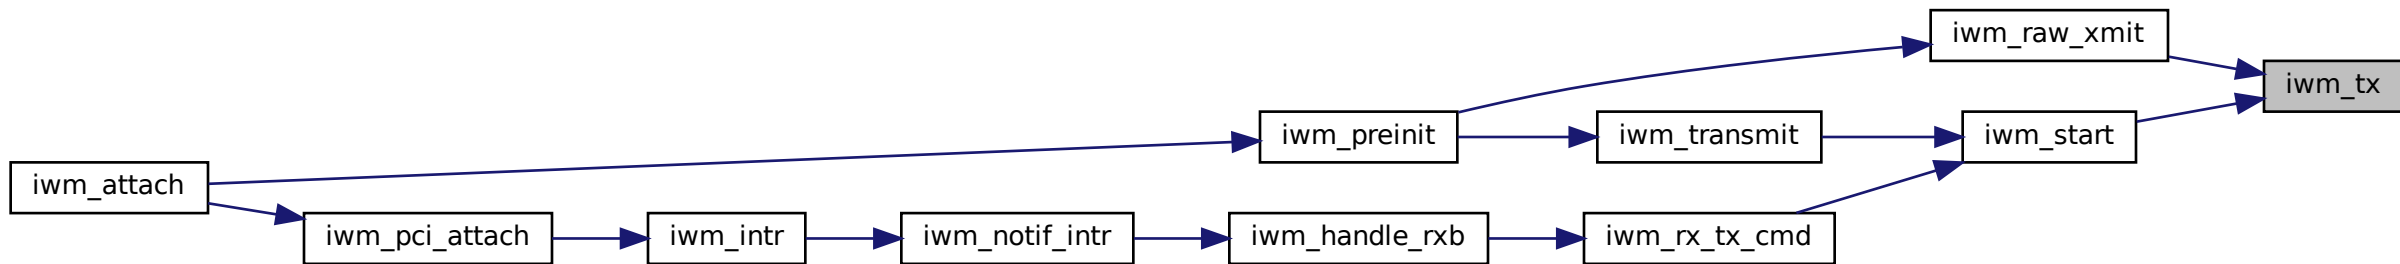 iwm_raw_xmit
iwm_tx
iwm_preinit
iwm_transmit
iwm_start
iwm_attach
iwm_pci_attach
iwm_intr
iwm_notif_intr
iwm_handle_rxb
iwm_rx_tx_cmd